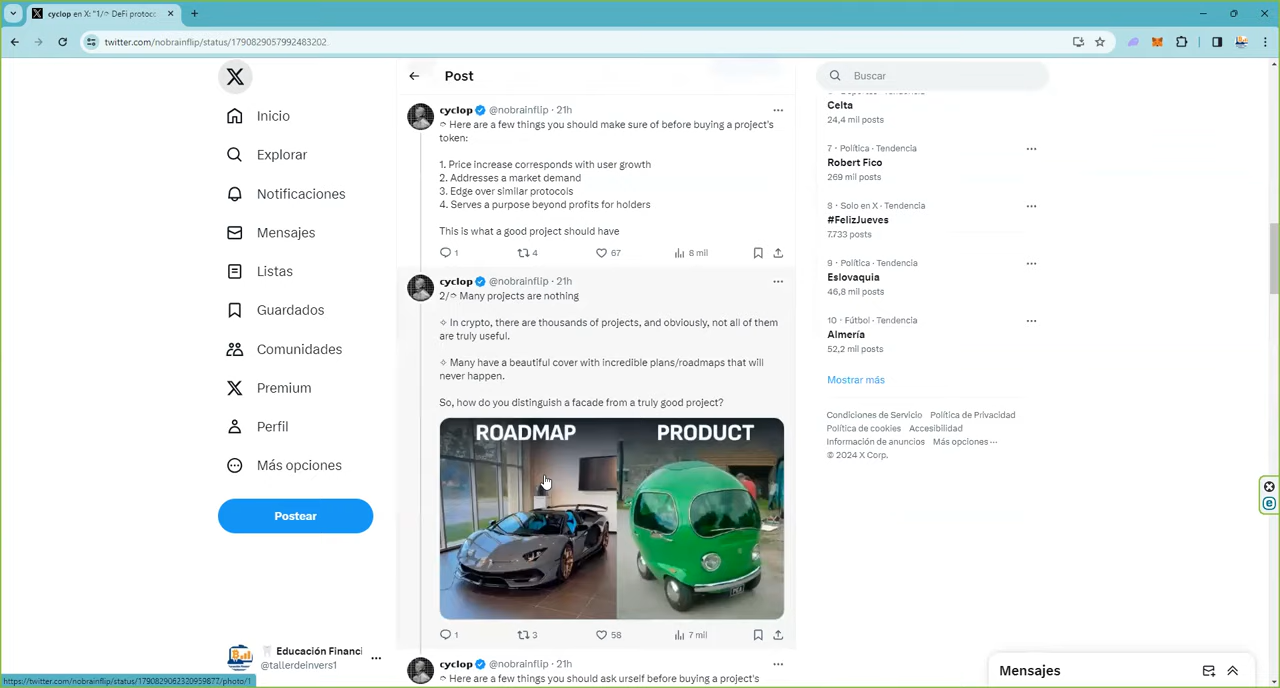 cyclop en X: "1/⌔ DeFi protoc
twitter.com/nobrainflip/status/1790829057992483202
Inicio
Explorar
Notificaciones
Mensajes
Listas
Guardados
Comunidades
Premium
Perfil
Más opciones
Postear
Educación Financi
@tallerdeinvers1
https://twitter.com/nobrainflip/status/1790829062320959877/photo/1
Post
cyclop @nobrainflip · 21h
Here are a few things you should make sure of before buying a project's
token:
1. Price increase corresponds with user growth
2. Addresses a market demand
3. Edge over similar protocols
4. Serves a purpose beyond profits for holders
This is what a good project should have
1 4 67 8 mil
cyclop @nobrainflip · 21h
2/⌔ Many projects are nothing
✧ In crypto, there are thousands of projects, and obviously, not all of them
are truly useful.
✧ Many have a beautiful cover with incredible plans/roadmaps that will
never happen.
So, how do you distinguish a facade from a truly good project?
ROADMAP PRODUCT
1 3 58 7 mil
cyclop @nobrainflip · 21h
Here are a few things you should ask urself before buying a project's
Buscar
Celta
24,4 mil posts
7 · Política · Tendencia
Robert Fico
269 mil posts
8 · Solo en X · Tendencia
#FelizJueves
7.733 posts
9 · Política · Tendencia
Eslovaquia
46,8 mil posts
10 · Fútbol · Tendencia
Almería
52,2 mil posts
Mostrar más
Condiciones de Servicio Política de Privacidad
Política de cookies Accesibilidad
Información de anuncios Más opciones ···
© 2024 X Corp.
Mensajes